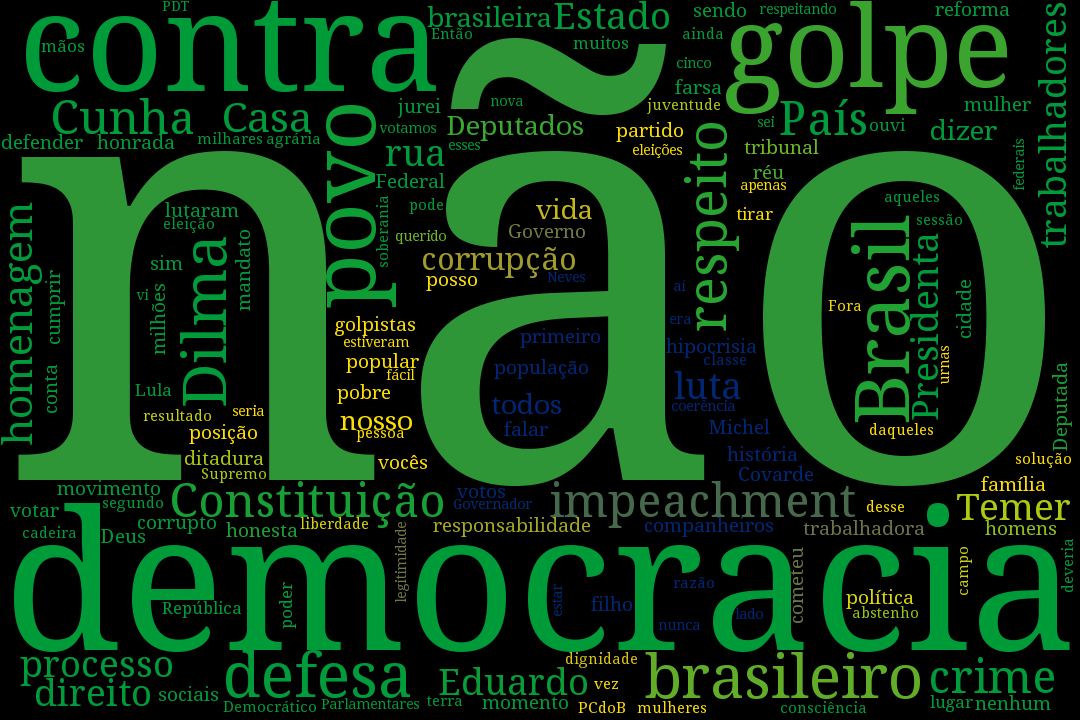 PDT
contra
brasileira
Estado
sendo
respeitando
reforma
mãos
Então
muitos
ainda
golpe
trabalhadores
cinco
farsa
juventude
mulher
Cunha
Casa
jurei
nova
Deputados
partido
sei
País
ouvi
dizer
defender
honrada
milhares
agrária
povo
votamos
rua
esses
eleições
respeito
tribunal
federais
Federal
réu
apenas
não
lutaram
eleição
pode
vida
Governo
tirar
aqueles
sessão
homenagem
cumprir
sim
mandato
soberania
querido
corrupção
posso
Neves
aí
Brasil
Presidenta
cidade
vi
milhões
Dilma
golpistas
estiveram
primeiro
era
Fora
hipocrisia
classe
popular
fácil
população
urnas
conta
Lula
pobre
todos
luta
coerência
resultado
seria
nosso
pessoa
falar
Michel
daqueles
Deputada
posição
ditadura
Supremo
vocês
história
Covarde
solução
movimento
segundo
Constituição
votos
Governador
impeachment
desse
família
Temer
votar
cadeira
Deus
corrupto
honesta
liberdade
legitimidade
responsabilidade
companheiros
trabalhadora
homens
democracia
República
poder
estar
filho
razão
nunca
lado
cometeu
política
abstenho
campo
deveria
processo
direito
sociais
defesa
Democrático
Parlamentares
Eduardo
terra
momento
dignidade
vez
PCdoB
brasileiro
mulheres
consciência
crime
lugar
nenhum